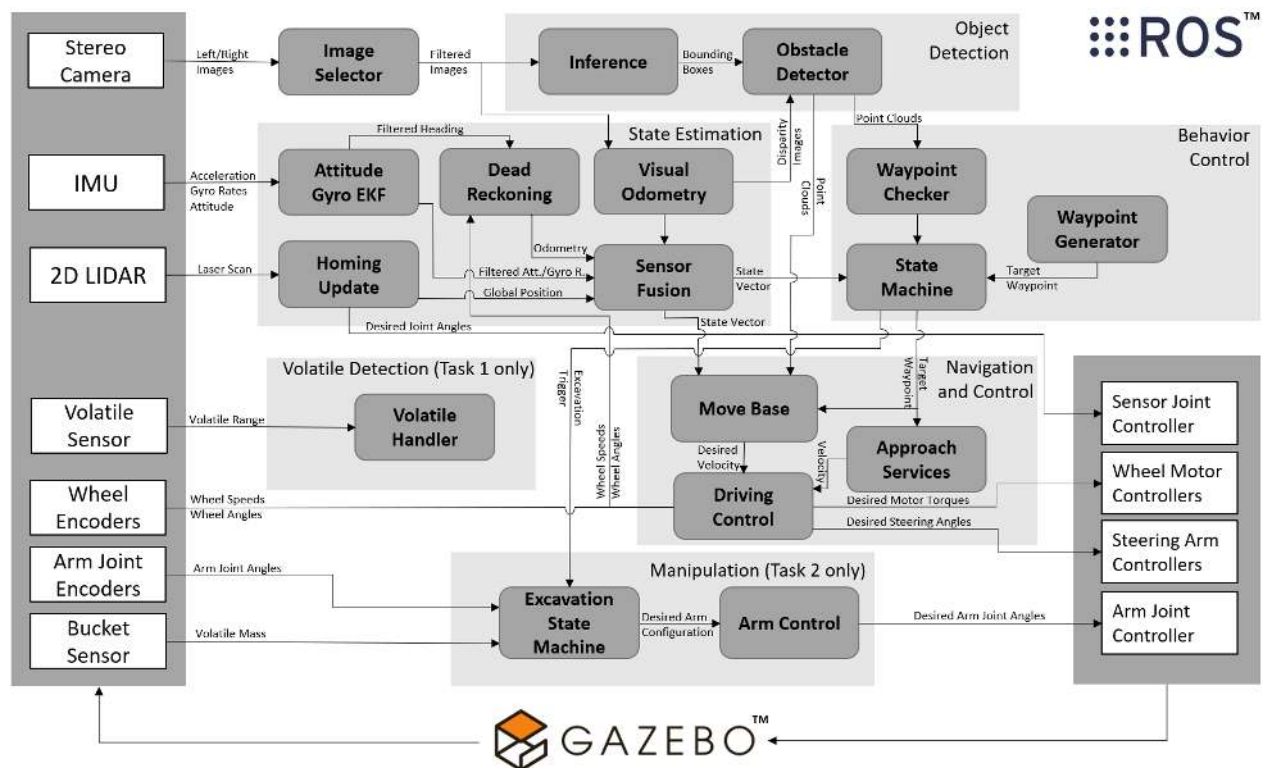 Stereo
Camera
Left/Right
Images
Image
Selector
Filtered
Images
Inference
Bounding
Boxes
Obstacle
Detector
Object
Detection
ROS™
Filtered Heading
State Estimation
Disparity
Images
Point Clouds
Point
Clouds
Behavior
Control
IMU
Acceleration
Gyro Rates
Attitude
Attitude
Gyro EKF
Dead
Reckoning
Visual
Odometry
Waypoint
Checker
Waypoint
Generator
2D LIDAR
Laser Scan
Homing
Update
Odometry
Filtered Att./Gyro R.
Global Position
Sensor
Fusion
State
Vector
State
Machine
Target
Waypoint
Desired Joint Angles
State Vector
Volatile Detection (Task 1 only)
Excavation
Trigger
Target
Waypoint
Navigation
and Control
Volatile
Sensor
Volatile Range
Volatile
Handler
Wheel Speeds
Wheel Angles
Move Base
Desired
Velocity
Velocity
Approach
Services
Sensor Joint
Controller
Wheel
Encoders
Wheel Speeds
Wheel Angles
Driving
Control
Desired Motor Torques
Desired Steering Angles
Wheel Motor
Controllers
Steering Arm
Controllers
Arm Joint
Encoders
Arm Joint Angles
Manipulation (Task 2 only)
Bucket
Sensor
Volatile Mass
Excavation
State
Machine
Desired Arm
Configuration
Arm Control
Desired Arm Joint Angles
Arm Joint
Controller
GAZEBO™